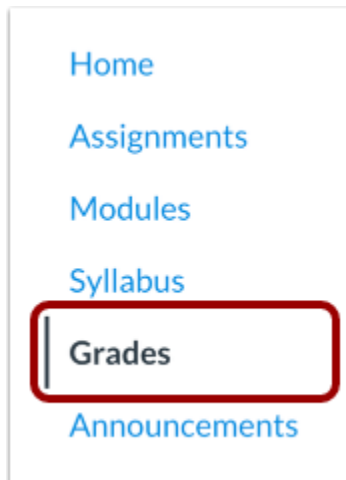 Home
Assignments
Modules
Syllabus
Grades
Announcements